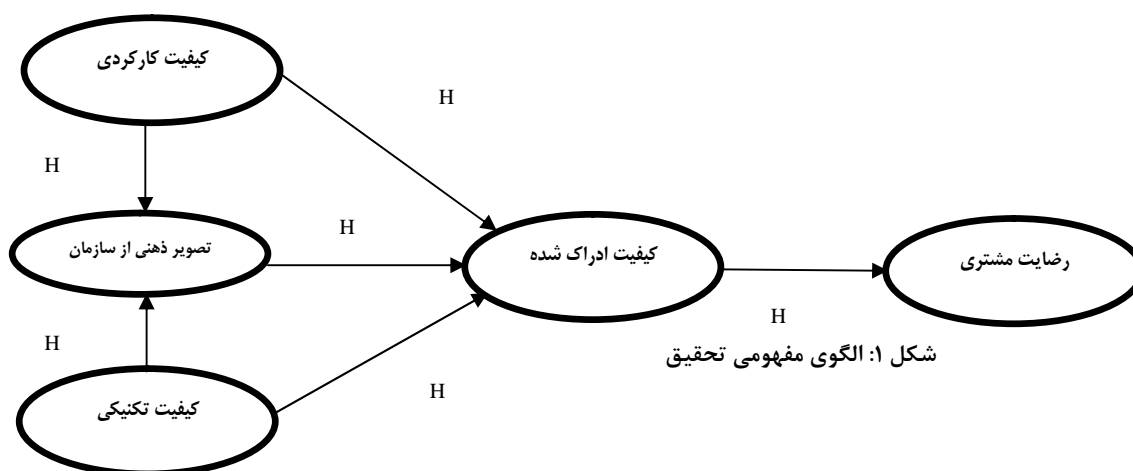 کیفیت کارکردی
H
H
تصویر ذهنی از سازمان
H
کیفیت ادراک شده
رضایت مشتری
H
H
شکل ۱: الگوی مفهومی تحقیق
H
کیفیت تکنیکی